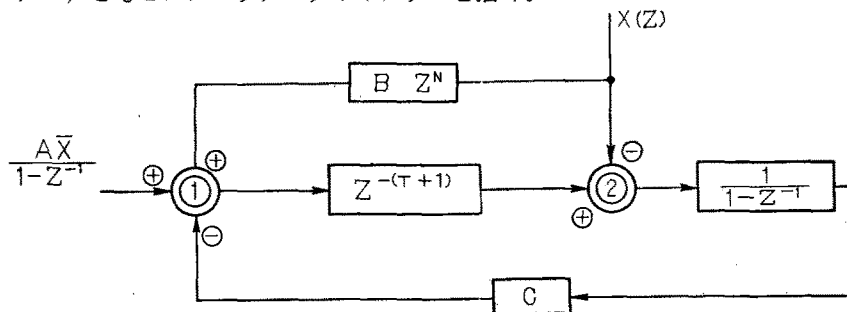 X(Z)
B Z^N
AX̄
1-Z⁻¹
⊕
⊕
①
Z^-(T+1)
⊖
②
⊕
1
1-Z⁻¹
⊖
C